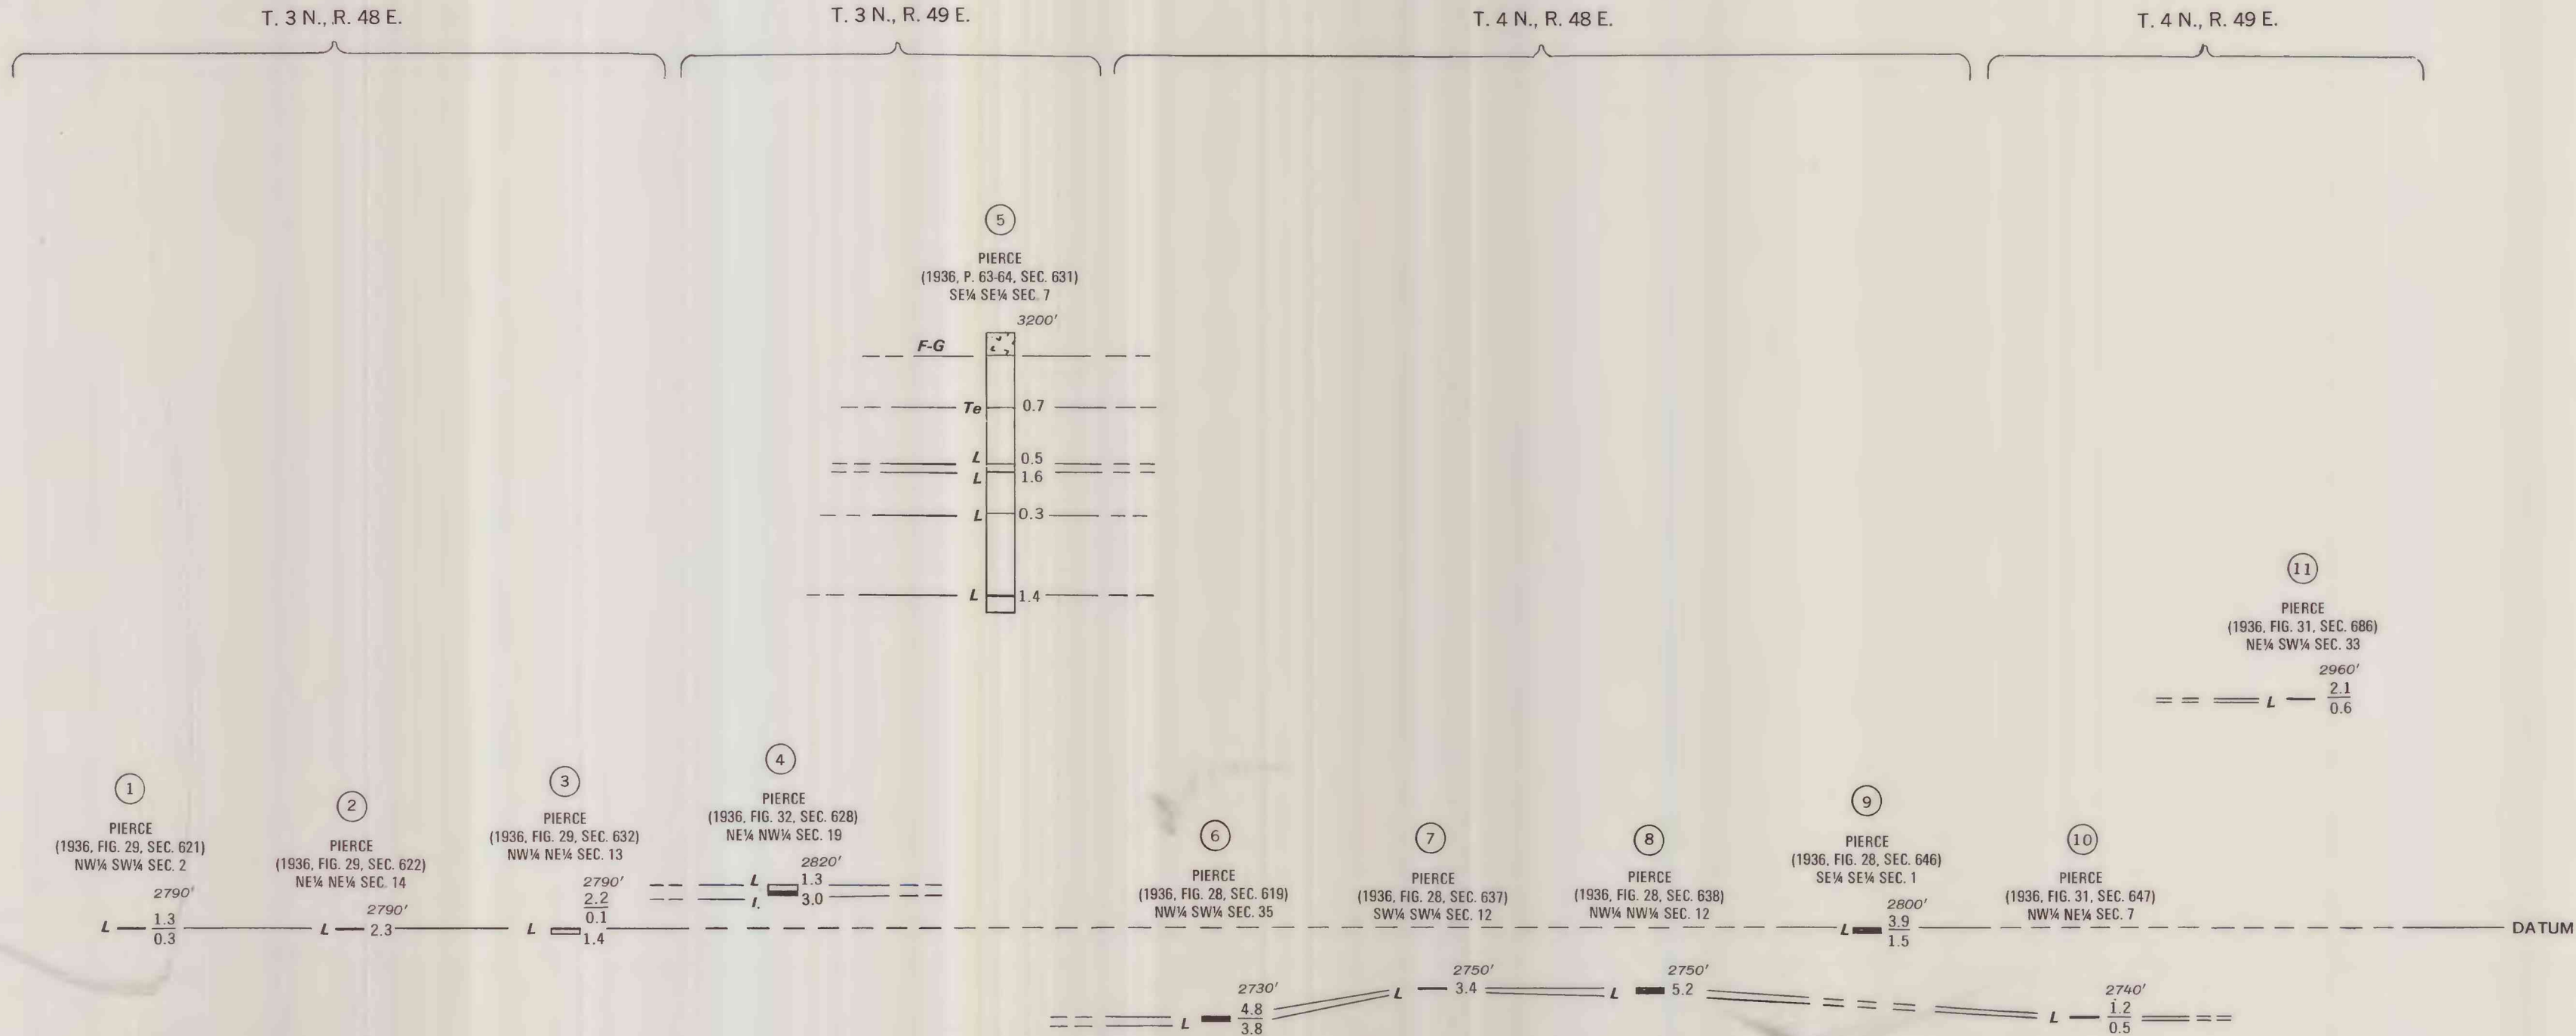 T. 3 N., R. 48 E.
T. 3 N., R. 49 E.
T. 4 N., R. 48 E.
T. 4 N., R. 49 E.
1
PIERCE
(1936, FIG. 29, SEC. 621)
NW¼ SW¼ SEC. 2
2790'
L
1.3
0.3
2
PIERCE
(1936, FIG. 29, SEC. 622)
NE¼ NE¼ SEC. 14
2790'
L
2.3
3
PIERCE
(1936, FIG. 29, SEC. 632)
NW¼ NE¼ SEC. 13
2790'
2.2
0.1
L
1.4
4
PIERCE
(1936, FIG. 32, SEC. 628)
NE¼ NW¼ SEC. 19
2820'
L 1.3
L 3.0
5
PIERCE
(1936, P. 63-64, SEC. 631)
SE¼ SE¼ SEC. 7
3200'
F-G
Te 0.7
L 0.5
L 1.6
L 0.3
L 1.4
6
PIERCE
(1936, FIG. 28, SEC. 619)
NW¼ SW¼ SEC. 35
2730'
L
4.8
3.8
7
PIERCE
(1936, FIG. 28, SEC. 637)
SW¼ SW¼ SEC. 12
2750'
L 3.4
8
PIERCE
(1936, FIG. 28, SEC. 638)
NW¼ NW¼ SEC. 12
2750'
L 5.2
9
PIERCE
(1936, FIG. 28, SEC. 646)
SE¼ SE¼ SEC. 1
2800'
L
3.9
1.5
10
PIERCE
(1936, FIG. 31, SEC. 647)
NW¼ NE¼ SEC. 7
2740'
L
1.2
0.5
11
PIERCE
(1936, FIG. 31, SEC. 686)
NE¼ SW¼ SEC. 33
2960'
L
2.1
0.6
DATUM